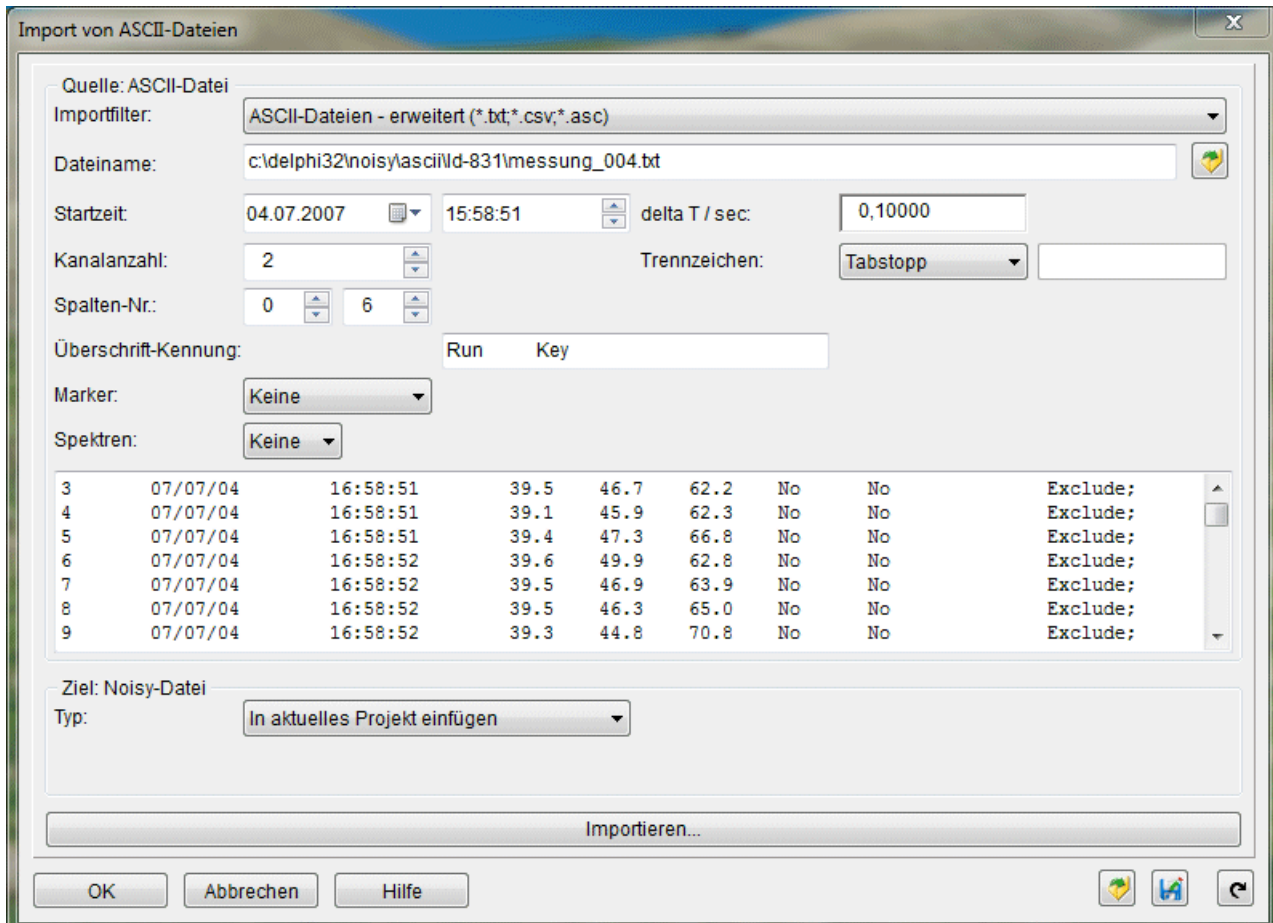 Import von ASCII-Dateien
Quelle: ASCII-Datei
Importfilter: ASCII-Dateien - erweitert (*.txt;*.csv;*.asc)
Dateiname: c:\delphi32\noisy\ascii\ld-831\messung_004.txt
Startzeit: 04.07.2007 15:58:51 delta T / sec: 0,10000
Kanalanzahl: 2 Trennzeichen: Tabstopp
Spalten-Nr.: 0 6
Überschrift-Kennung: Run Key
Marker: Keine
Spektren: Keine
3 07/07/04 16:58:51 39.5 46.7 62.2 No No Exclude;
4 07/07/04 16:58:51 39.1 45.9 62.3 No No Exclude;
5 07/07/04 16:58:51 39.4 47.3 66.8 No No Exclude;
6 07/07/04 16:58:52 39.6 49.9 62.8 No No Exclude;
7 07/07/04 16:58:52 39.5 46.9 63.9 No No Exclude;
8 07/07/04 16:58:52 39.5 46.3 65.0 No No Exclude;
9 07/07/04 16:58:52 39.3 44.8 70.8 No No Exclude;
Ziel: Noisy-Datei
Typ: In aktuelles Projekt einfügen
Importieren...
OK Abbrechen Hilfe